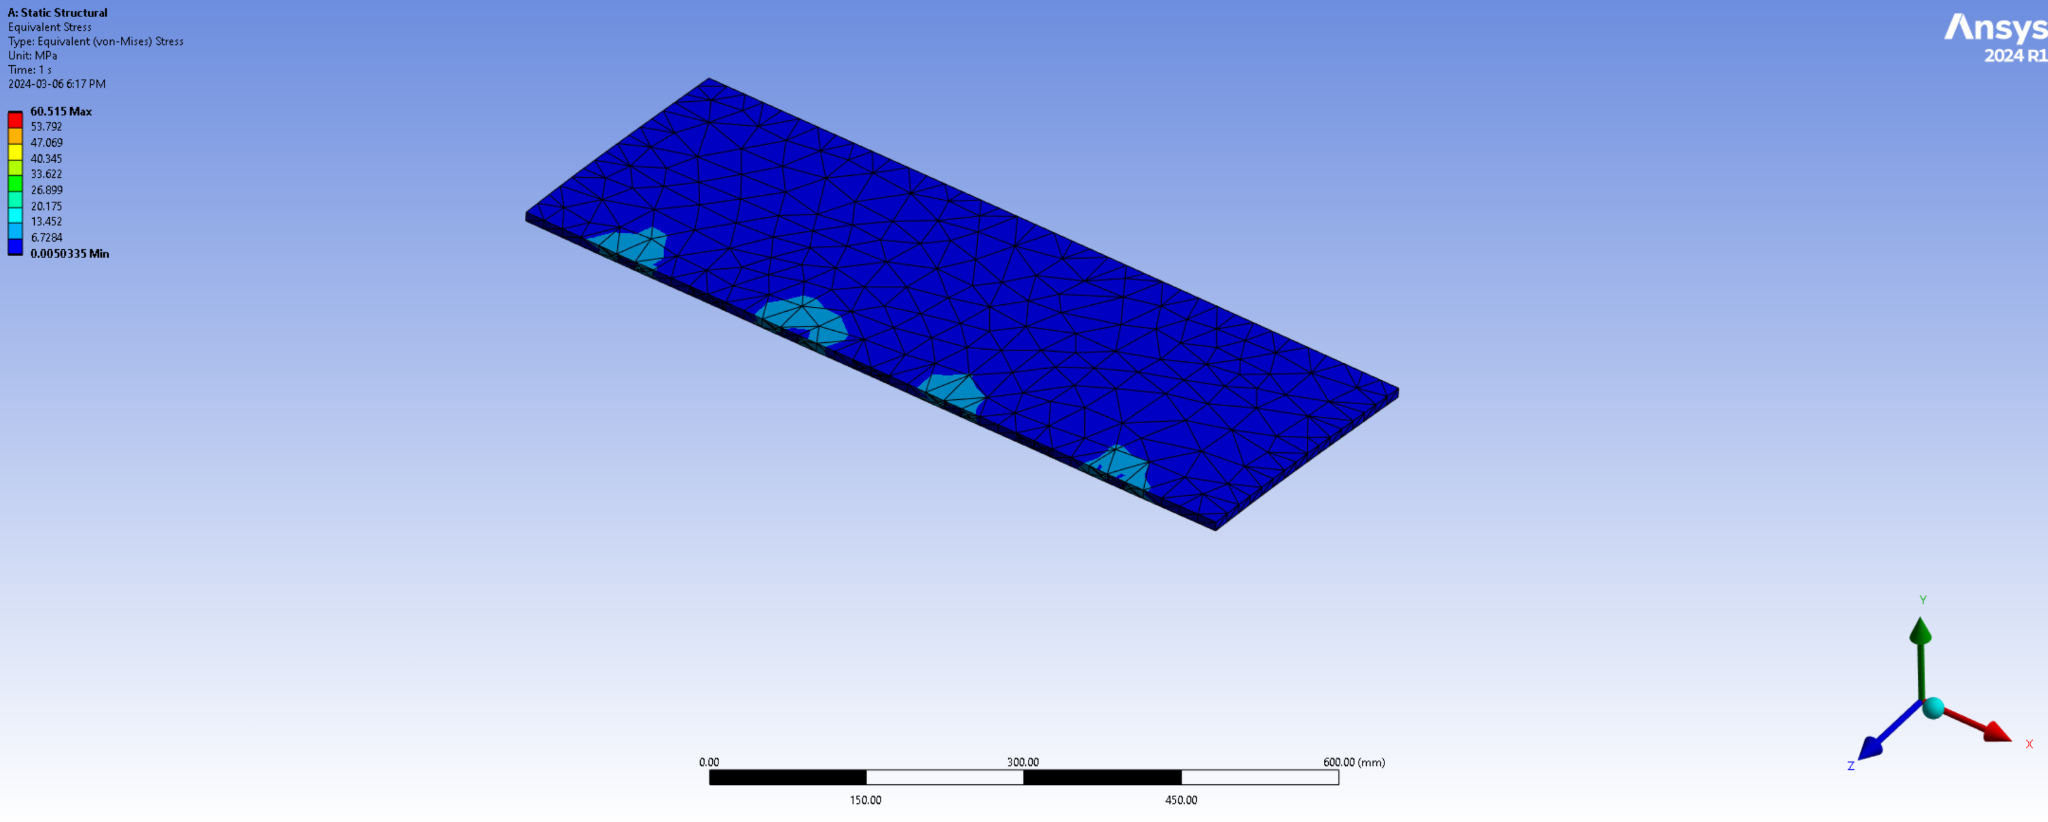 A: Static Structural
Equivalent Stress
Type: Equivalent (von-Mises) Stress
Unit: MPa
Time: 1 s
2024-03-06 6:17 PM
60.515 Max
53.792
47.069
40.345
33.622
26.899
20.175
13.452
6.7284
0.0050335 Min
Ansys
2024 R1
Y
X
Z
0.00 300.00 600.00 (mm)
150.00 450.00